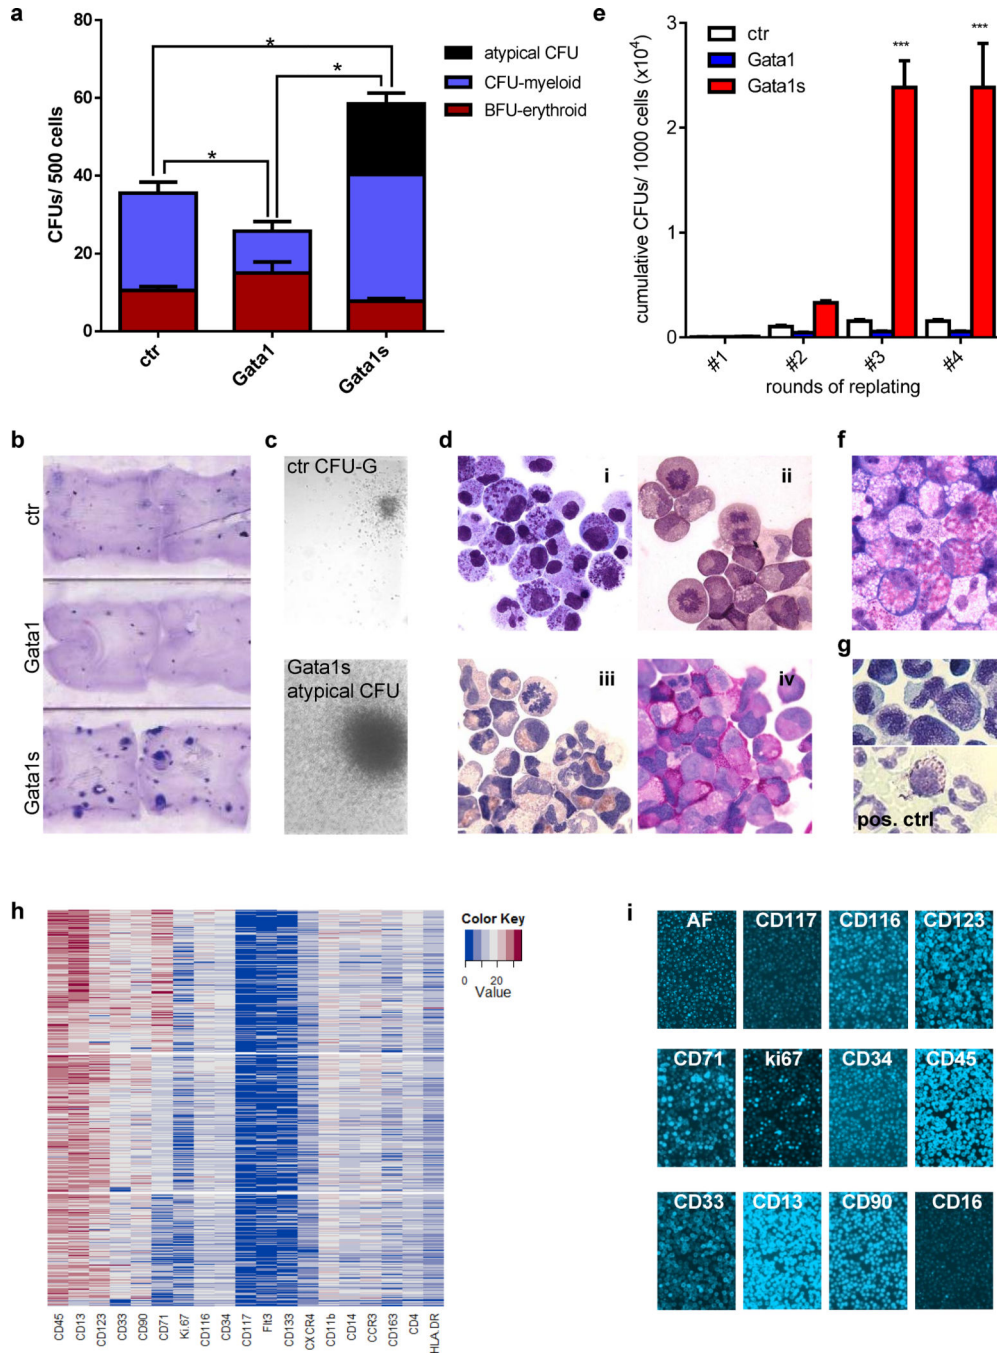 a
80
60
40
20
0
CFUs/ 500 cells
*
*
*
ctr
Gata1
Gata1s
atypical CFU
CFU-myeloid
BFU-erythroid
e
3
2
1
0
cumulative CFUs/ 1000 cells (x10⁴)
ctr
Gata1
Gata1s
***
***
#1
#2
#3
#4
rounds of replating
b
ctr
Gata1
Gata1s
c
ctr CFU-G
Gata1s
atypical CFU
d
i
ii
iii
iv
f
g
pos. ctrl
h
Color Key
0 20
Value
CD45
CD13
CD123
CD33
CD90
CD71
Ki.67
CD116
CD34
CD117
Flt3
CD133
CXCR4
CD11b
CD14
CCR3
CD163
CD4
HLA.DR
i
AF CD117 CD116 CD123
CD71 ki67 CD34 CD45
CD33 CD13 CD90 CD16